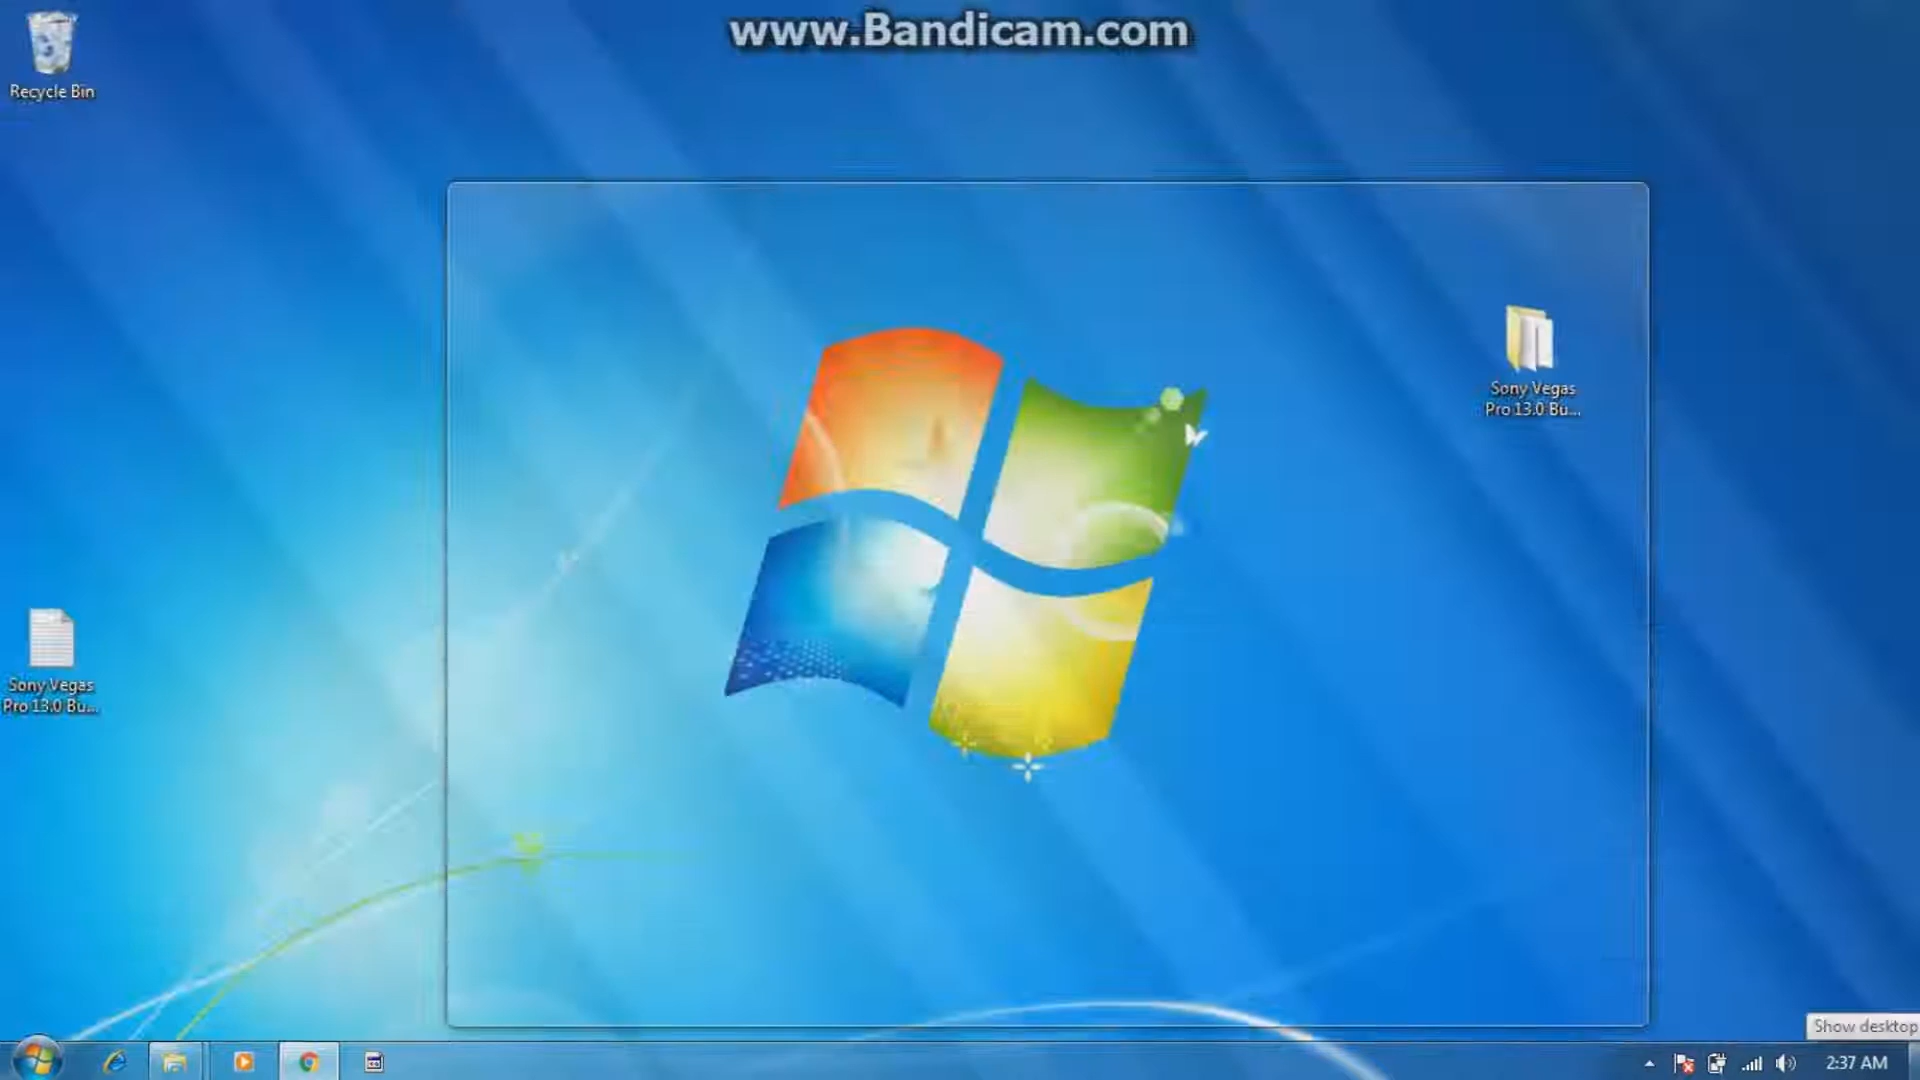 www.Bandicam.com
Recycle Bin
Sony Vegas
Pro 13.0 Bu...
Sony Vegas
Pro 13.0 Bu...
Show desktop
2:37 AM